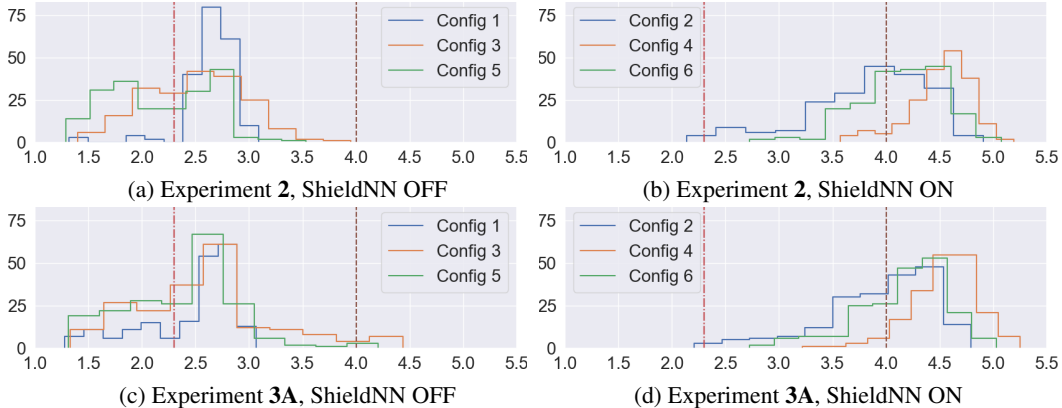 75
50
25
0
1.0 1.5 2.0 2.5 3.0 3.5 4.0 4.5 5.0 5.5
Config 1
Config 3
Config 5
(a) Experiment 2, ShieldNN OFF
75
50
25
0
1.0 1.5 2.0 2.5 3.0 3.5 4.0 4.5 5.0 5.5
Config 2
Config 4
Config 6
(b) Experiment 2, ShieldNN ON
75
50
25
0
1.0 1.5 2.0 2.5 3.0 3.5 4.0 4.5 5.0 5.5
Config 1
Config 3
Config 5
(c) Experiment 3A, ShieldNN OFF
75
50
25
0
1.0 1.5 2.0 2.5 3.0 3.5 4.0 4.5 5.0 5.5
Config 2
Config 4
Config 6
(d) Experiment 3A, ShieldNN ON